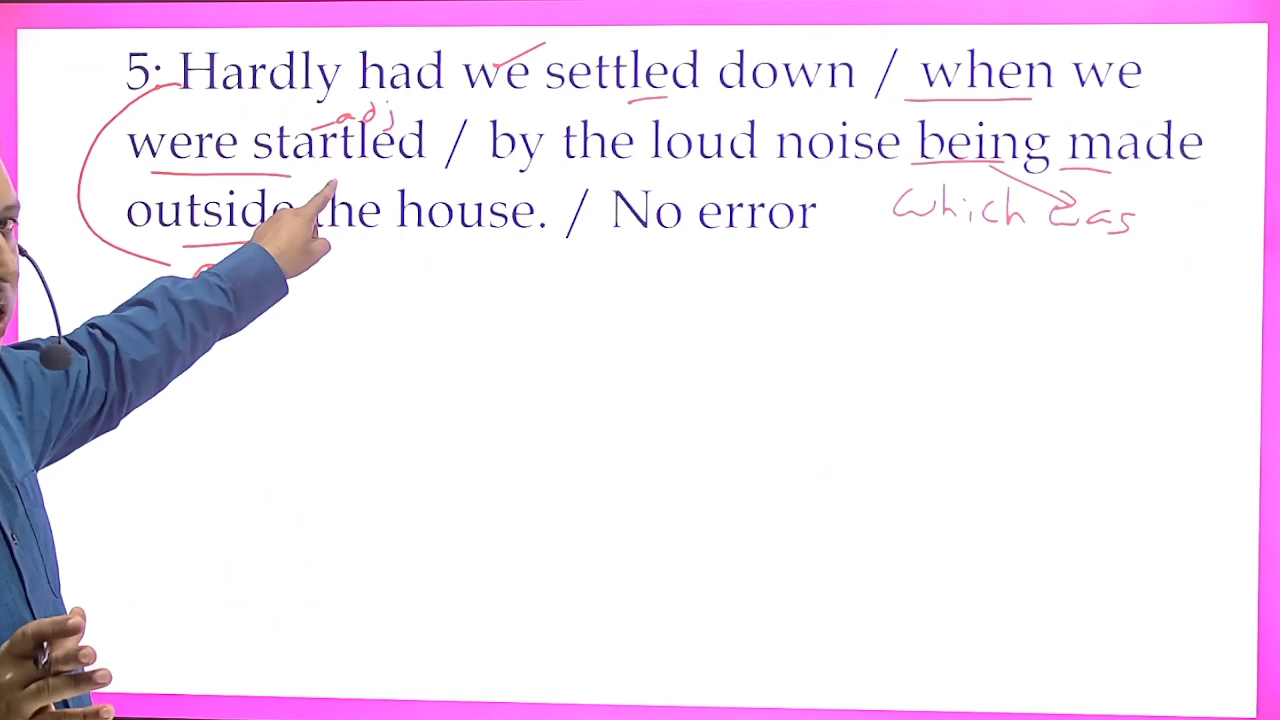 5: Hardly had we settled down / when we
adj
were startled / by the loud noise being made
outside the house. / No error
which was